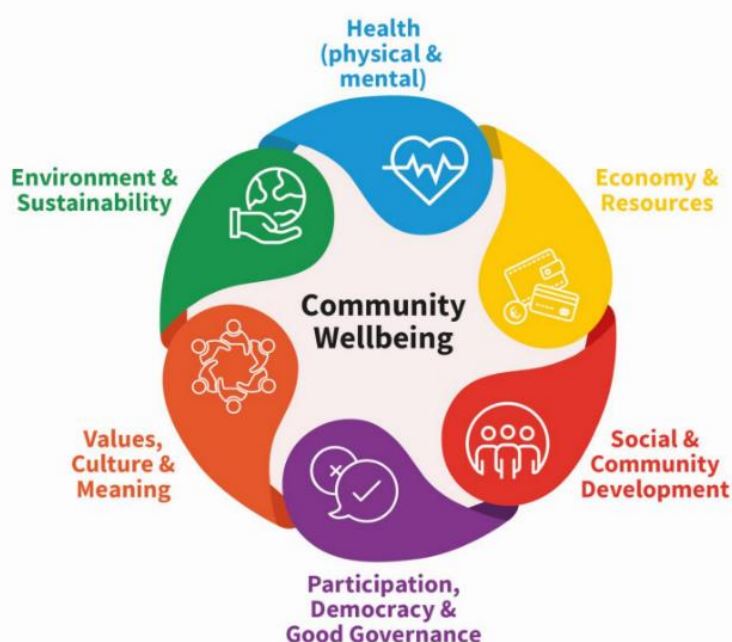 Health
(physical &
mental)
Environment &
Sustainability
Economy &
Resources
Community
Wellbeing
Values,
Culture &
Meaning
Social &
Community
Development
Participation,
Democracy &
Good Governance